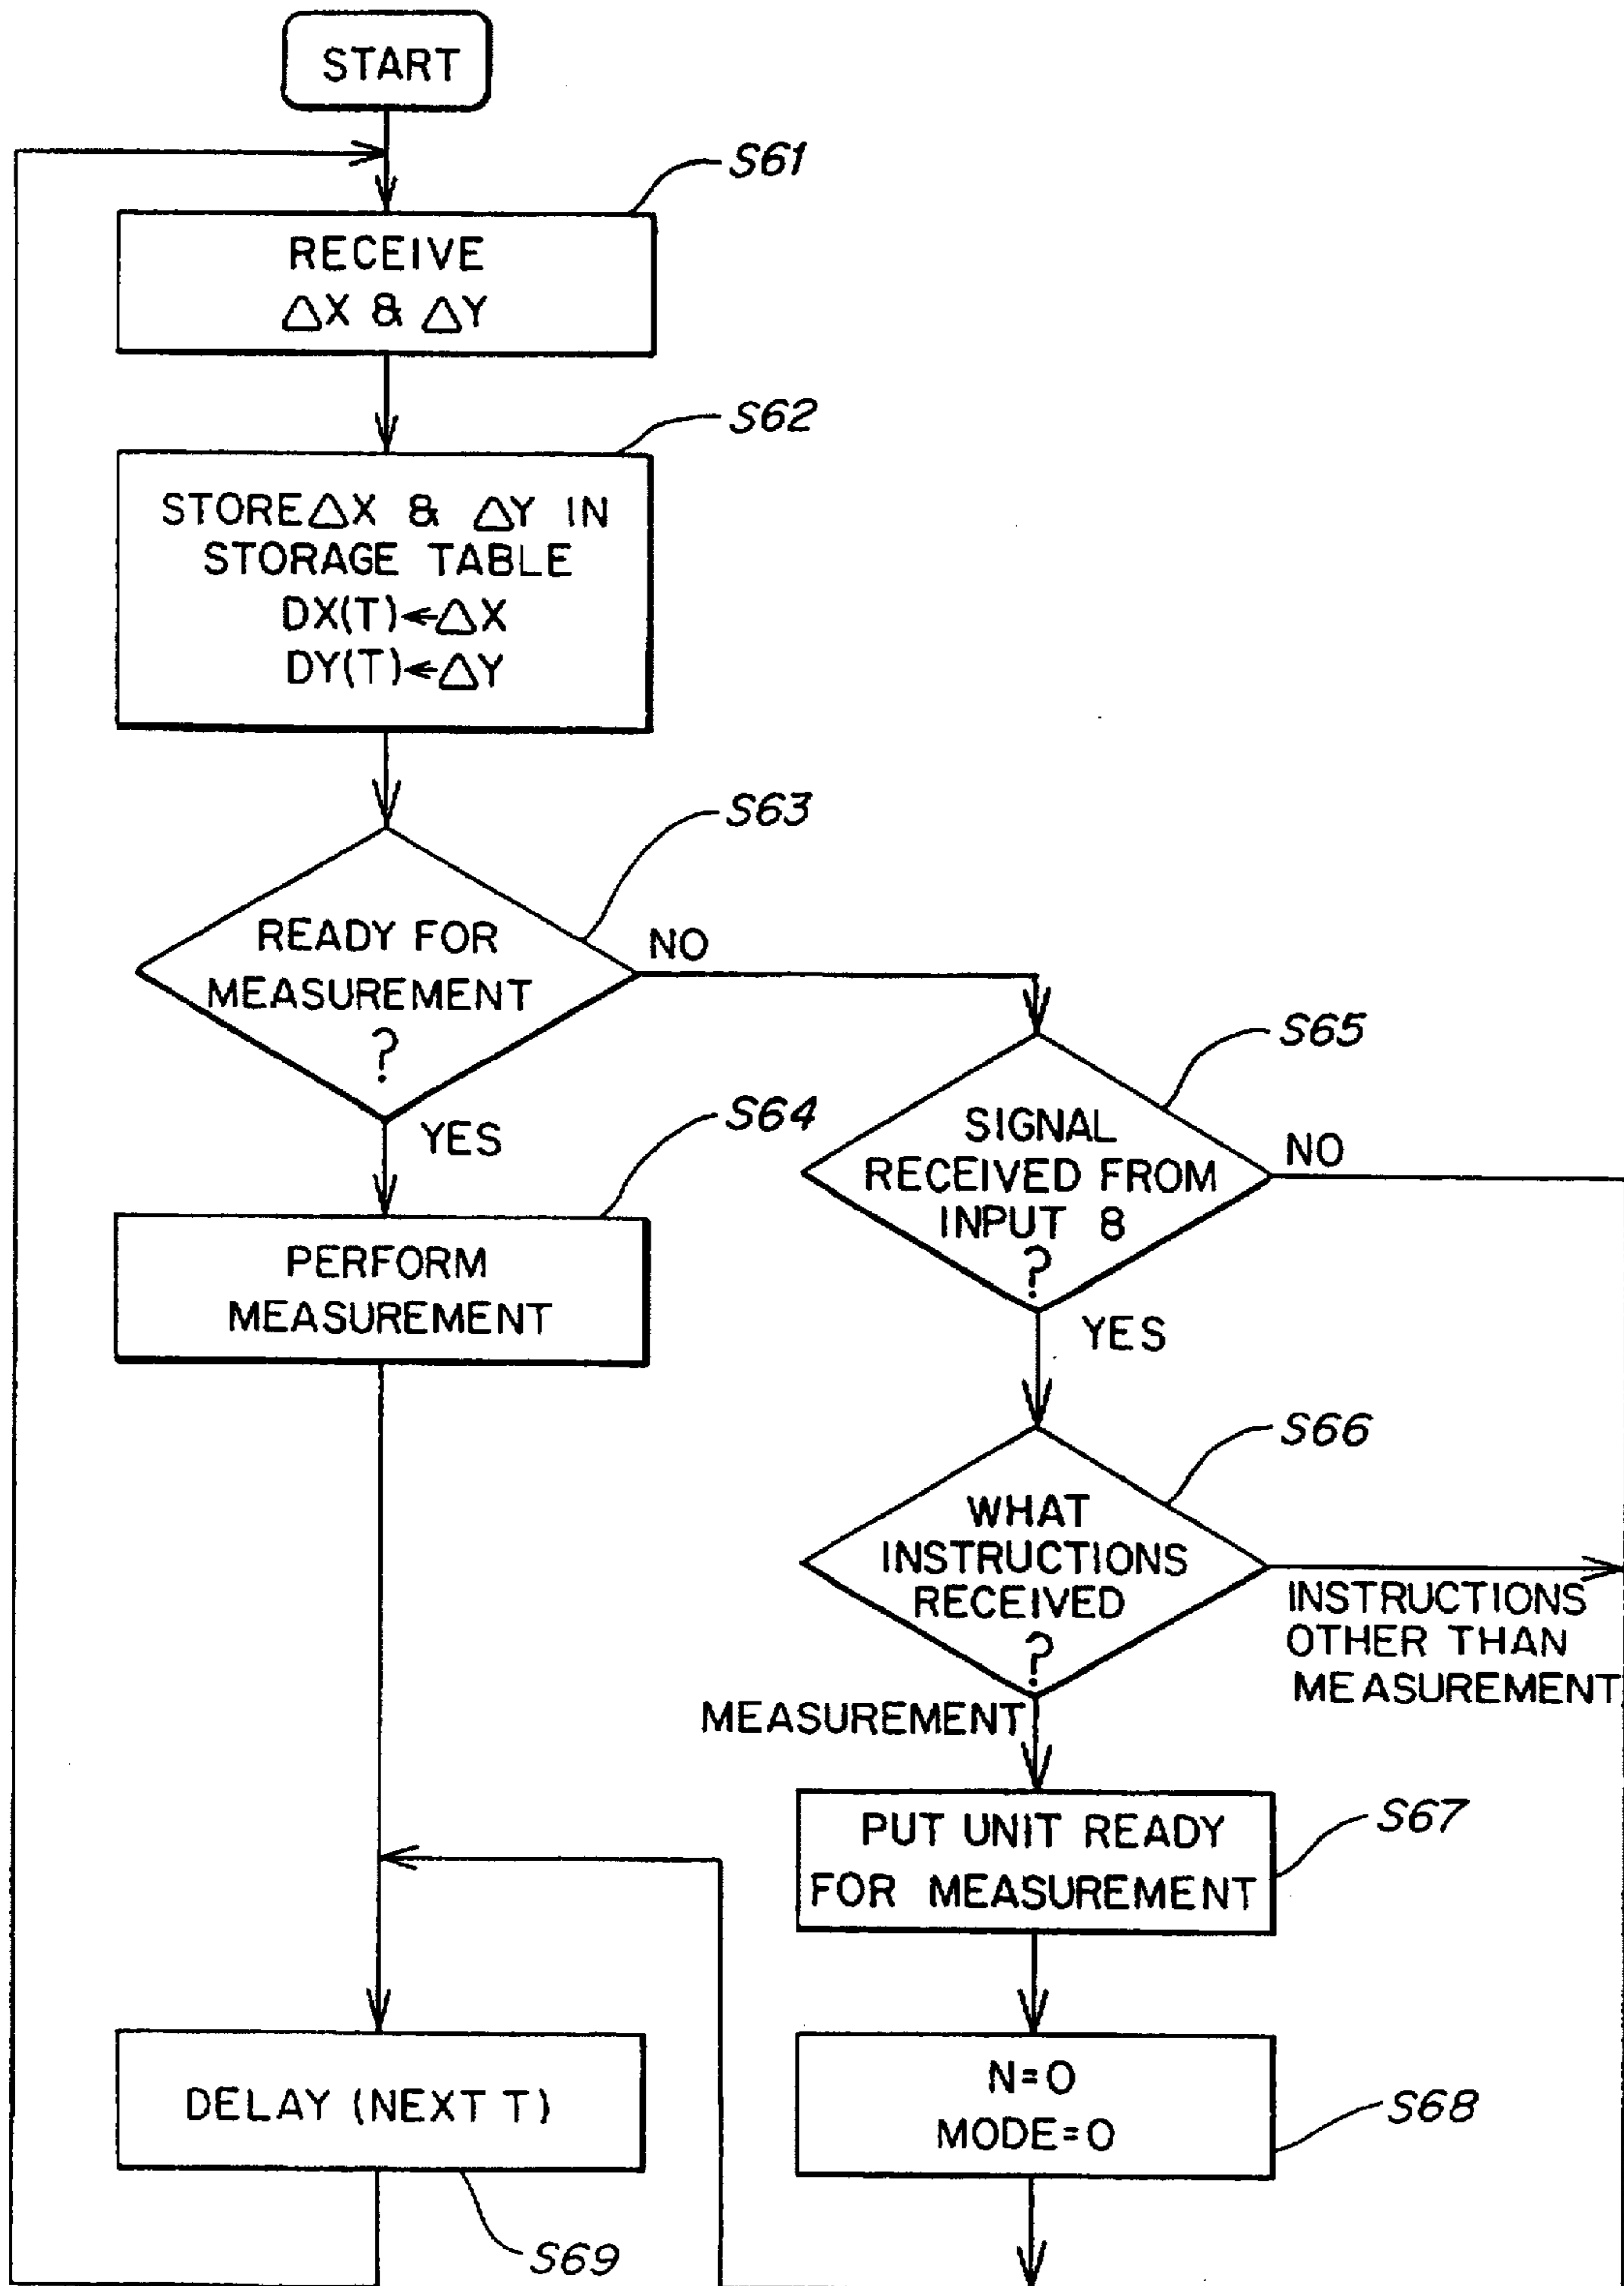 START
S61
RECEIVE
△X & △Y
S62
STORE△X & △Y IN
STORAGE TABLE
DX(T)←△X
DY(T)←△Y
S63
READY FOR
MEASUREMENT
?
NO
YES
S64
PERFORM
MEASUREMENT
S65
SIGNAL
RECEIVED FROM
INPUT 8
?
NO
YES
S66
WHAT
INSTRUCTIONS
RECEIVED
?
INSTRUCTIONS
OTHER THAN
MEASUREMENT
MEASUREMENT
S67
PUT UNIT READY
FOR MEASUREMENT
N=0
MODE=0
S68
DELAY (NEXT T)
S69